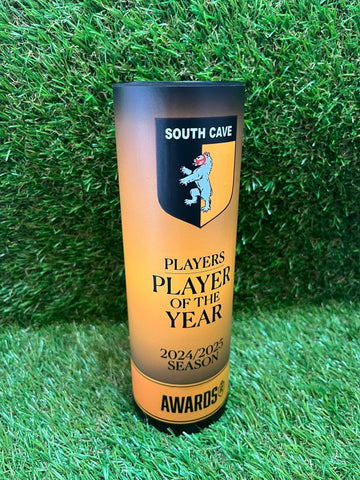 SOUTH CAVE
PLAYERS
PLAYER
OF THE
YEAR
2024/2025
SEASON
AWARDS